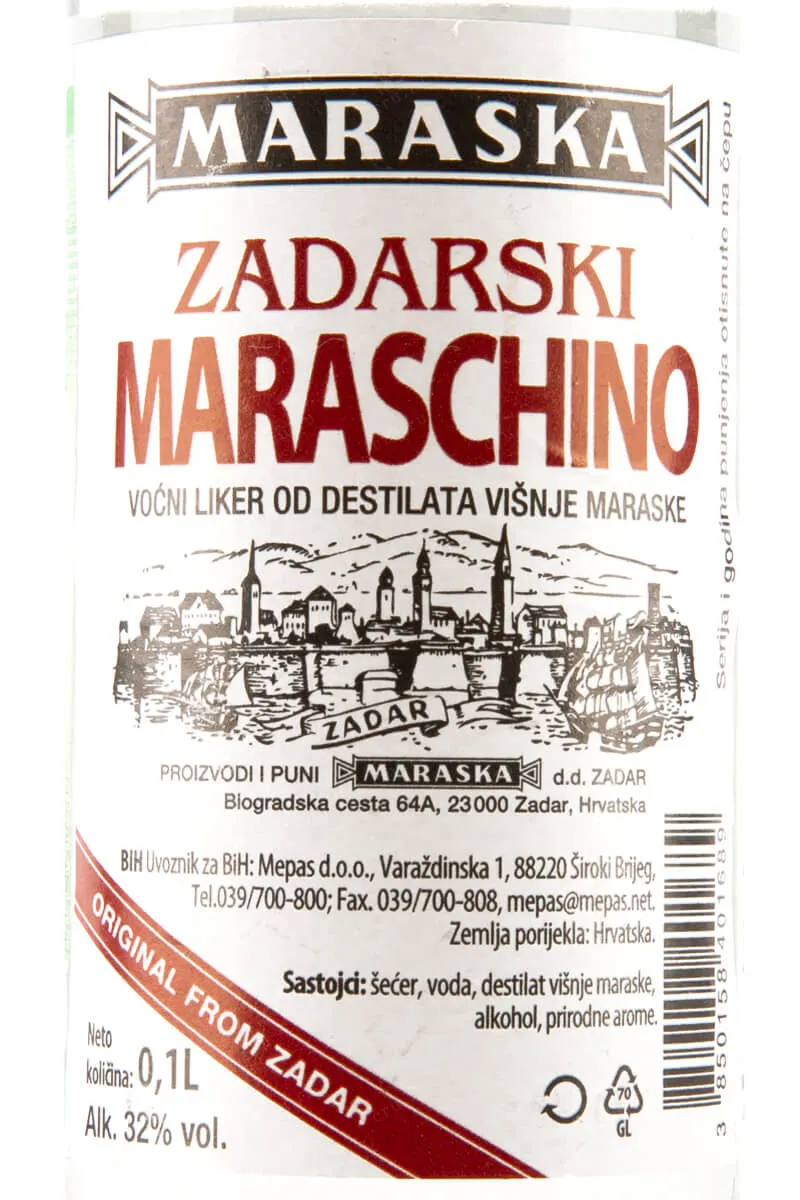 MARASKA
ZADARSKI
MARASCHINO
VOĆNI LIKER OD DESTILATA VIŠNJE MARASKE
ZADAR
PROIZVODI I PUNI MARASKA d.d. ZADAR
Biogradska cesta 64A, 23000 Zadar, Hrvatska
BIH Uvoznik za BiH: Mepas d.o.o., Varaždinska 1, 88220 Široki Brijeg,
Tel.039/700-800; Fax. 039/700-808, mepas@mepas.net.
Zemlja porijekla: Hrvatska.
Sastojci: šećer, voda, destilat višnje maraske,
alkohol, prirodne arome.
ORIGINAL FROM ZADAR
Neto
količina: 0,1L
Alk. 32% vol.
70
GL
3 850158 401689
Serija i godina punjenja otisnute na čepu